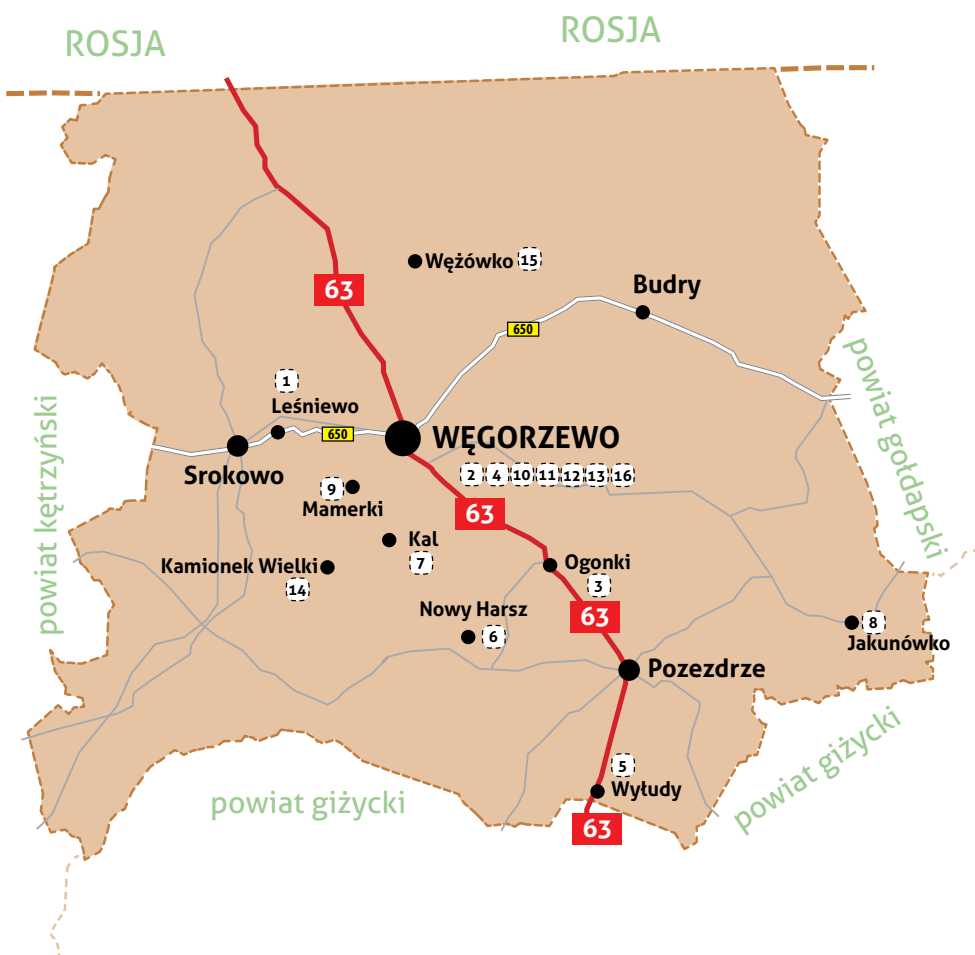 ROSJA
ROSJA
Wężówko 15
63
Budry
650
powiat gołdapski
1
Leśniewo
powiat kętrzyński
650
WĘGORZEWO
Srokowo
2 4 10 11 12 13 16
9
Mamerki
63
Kal
7
Ogonki
3
Kamionek Wielki
14
Nowy Harsz
6
63
8
Jakunówko
Pozezdrze
powiat giżycki
5
Wyłudy
powiat giżycki
63